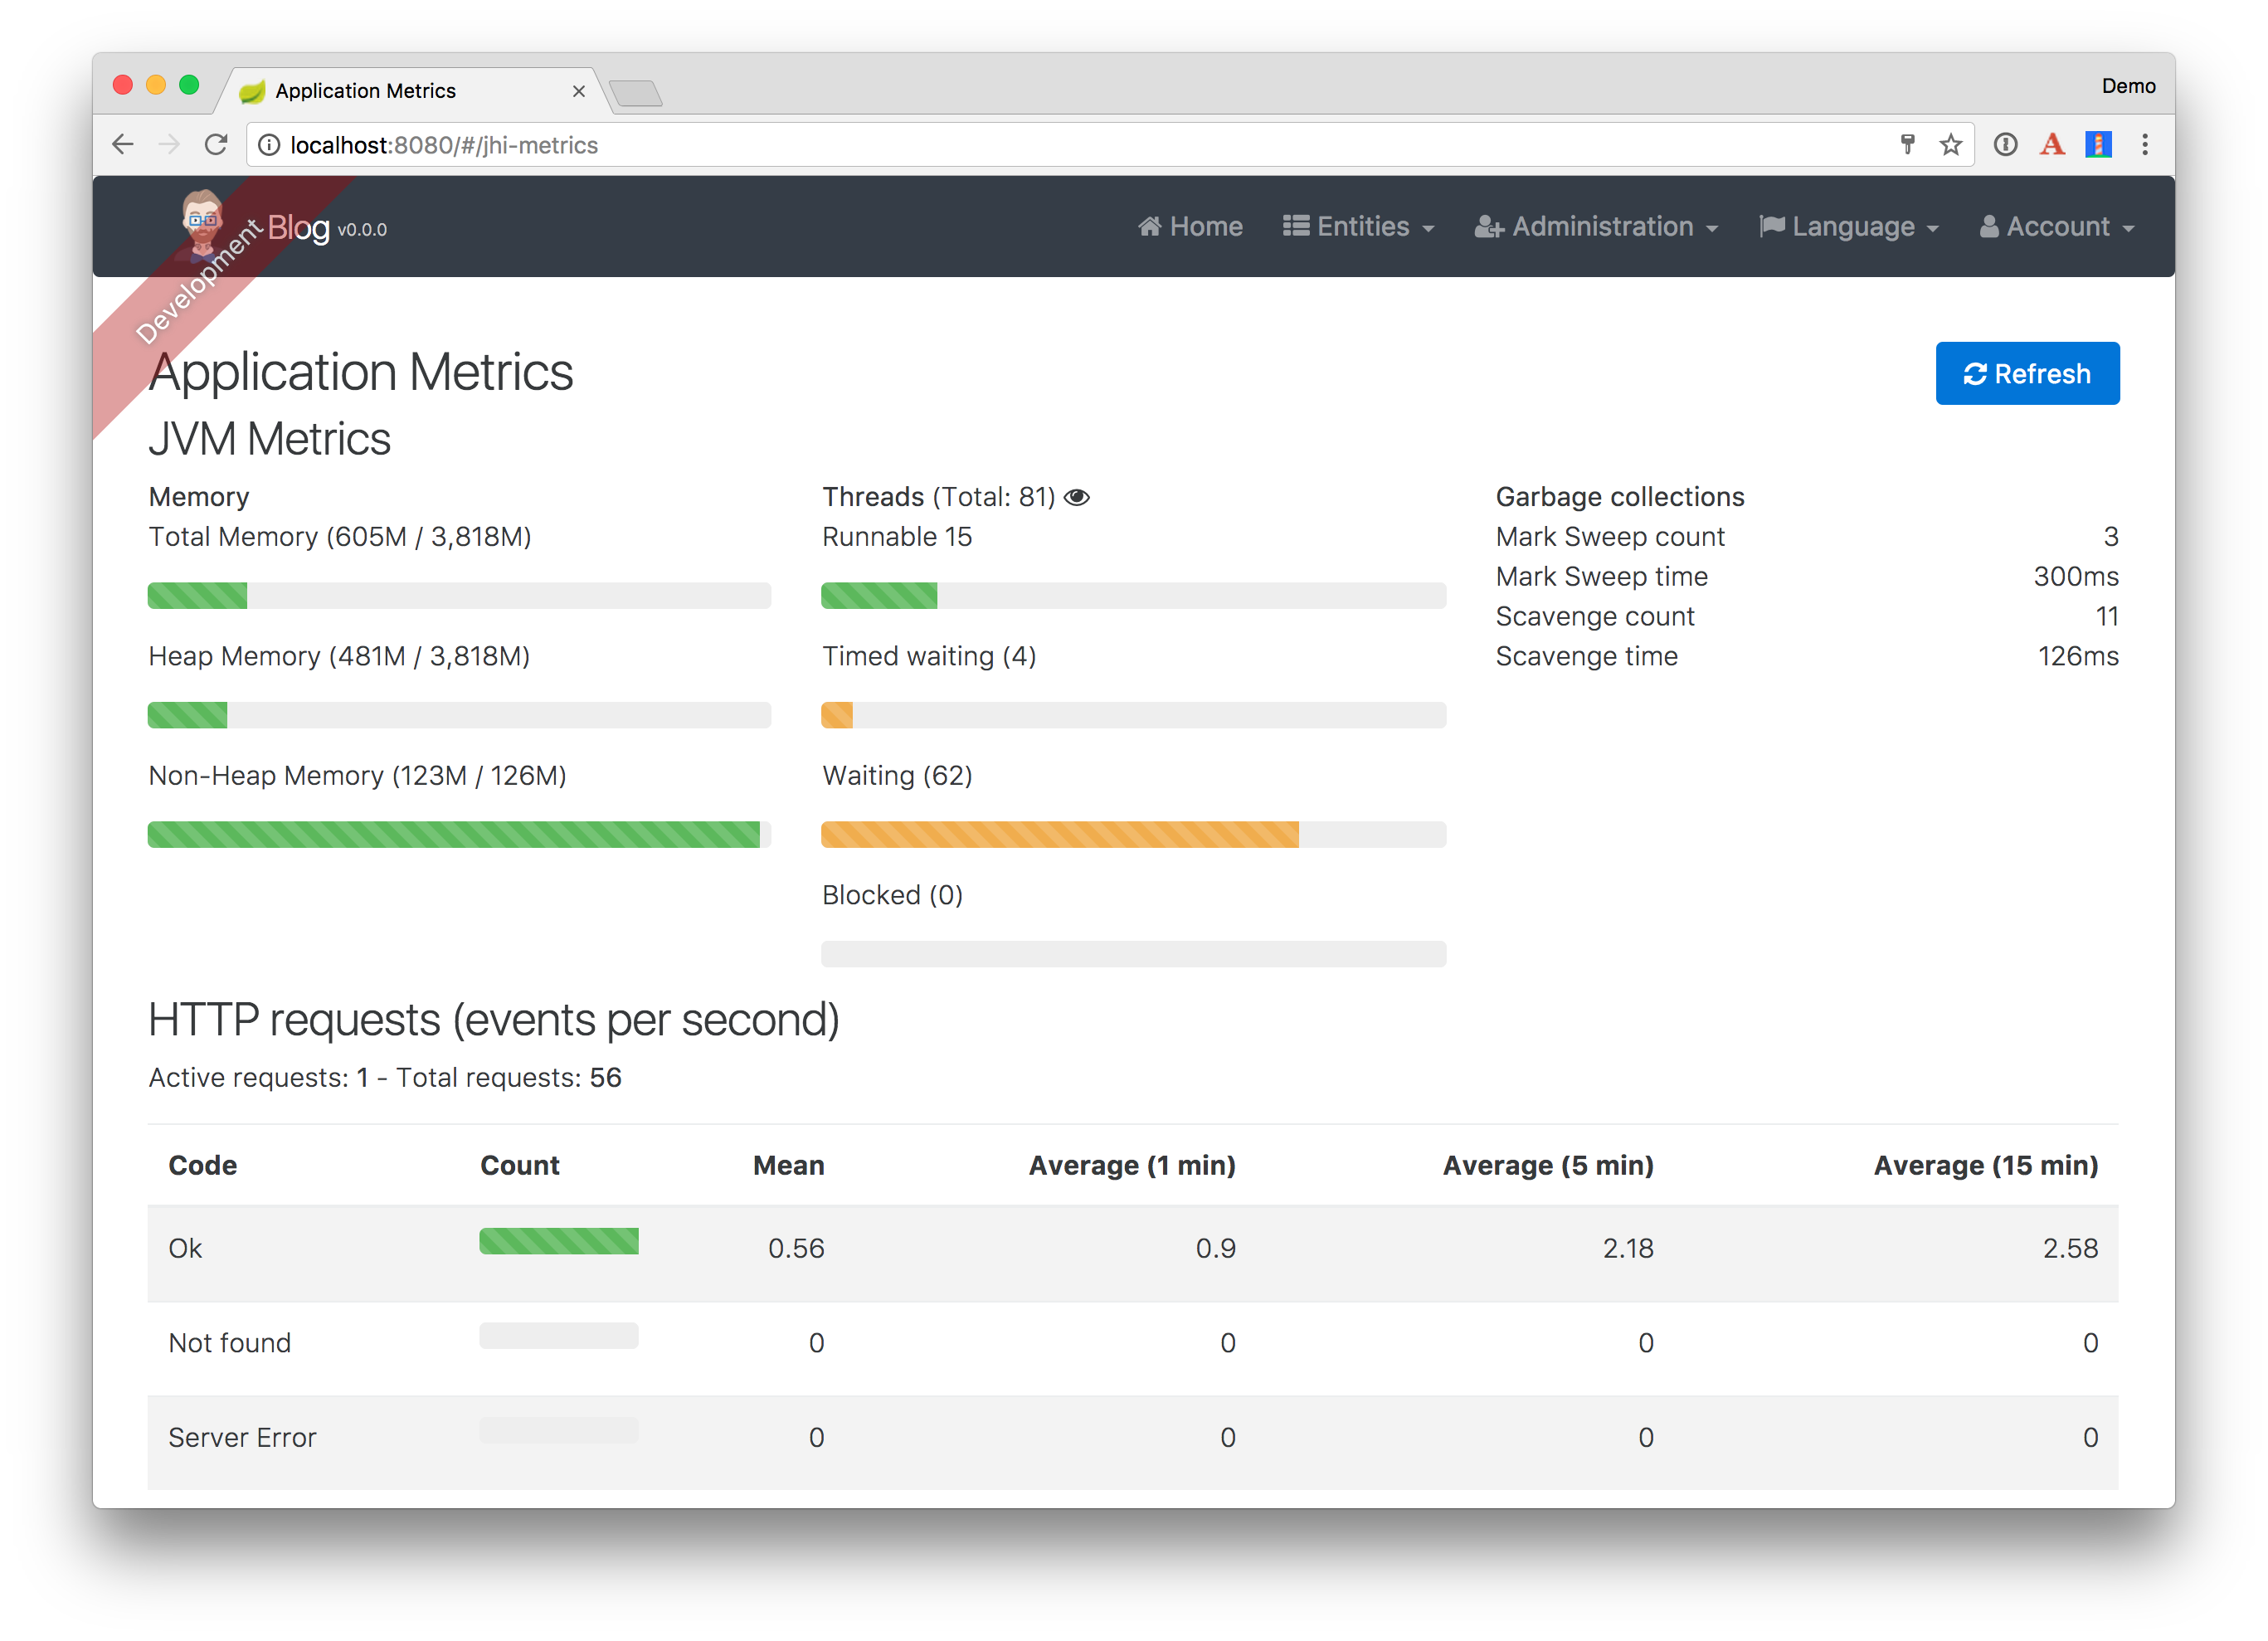 Application Metrics
Demo
localhost:8080/#/jhi-metrics
A
Development
Blog v0.0.0
Home Entities Administration Language Account
Application Metrics
Refresh
JVM Metrics
Memory
Total Memory (605M / 3,818M)
Heap Memory (481M / 3,818M)
Non-Heap Memory (123M / 126M)
Threads (Total: 81)
Runnable 15
Timed waiting (4)
Waiting (62)
Blocked (0)
Garbage collections
Mark Sweep count 3
Mark Sweep time 300ms
Scavenge count 11
Scavenge time 126ms
HTTP requests (events per second)
Active requests: 1 - Total requests: 56
Code Count Mean Average (1 min) Average (5 min) Average (15 min)
Ok 0.56 0.9 2.18 2.58
Not found 0 0 0 0
Server Error 0 0 0 0